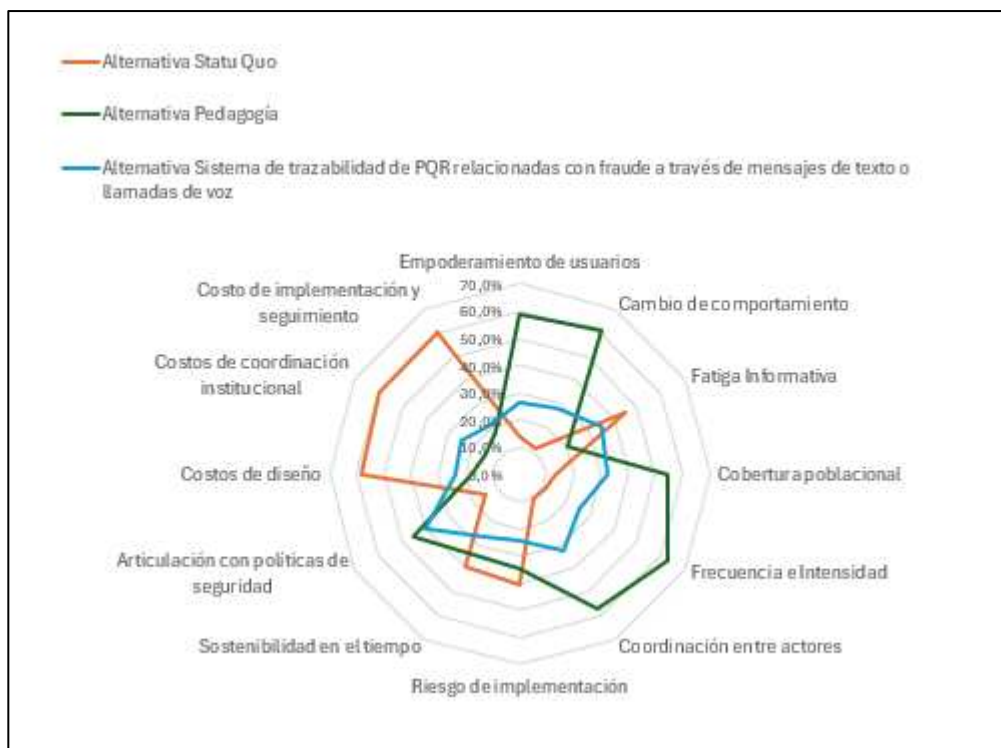 Alternativa Statu Quo
Alternativa Pedagogía
Alternativa Sistema de trazabilidad de PQR relacionadas con fraude a través de mensajes de texto o
llamadas de voz
Empoderamiento de usuarios
Cambio de comportamiento
Fatiga Informativa
Cobertura poblacional
Frecuencia e Intensidad
Coordinación entre actores
Riesgo de implementación
Sostenibilidad en el tiempo
Articulación con políticas de
seguridad
Costos de diseño
Costos de coordinación
institucional
Costo de implementación y
seguimiento
70,0%
60,0%
50,0%
40,0%
30,0%
20,0%
10,0%
0,0%